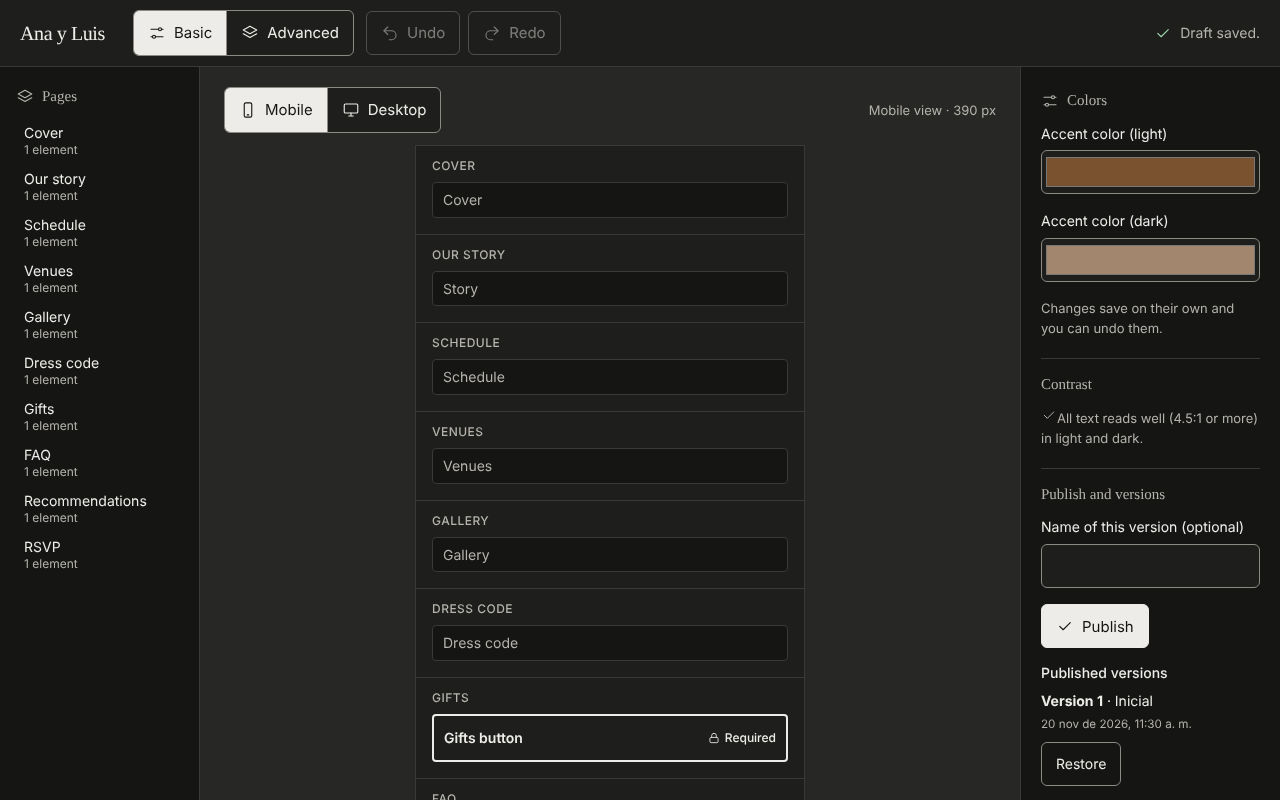 Ana y Luis
Basic
Advanced
Undo
Redo
Draft saved.
Pages
Cover
1 element
Our story
1 element
Schedule
1 element
Venues
1 element
Gallery
1 element
Dress code
1 element
Gifts
1 element
FAQ
1 element
Recommendations
1 element
RSVP
1 element
Mobile
Desktop
Mobile view · 390 px
COVER
Cover
OUR STORY
Story
SCHEDULE
Schedule
VENUES
Venues
GALLERY
Gallery
DRESS CODE
Dress code
GIFTS
Gifts button
Required
FAQ
Colors
Accent color (light)
Accent color (dark)
Changes save on their own and
you can undo them.
Contrast
All text reads well (4.5:1 or more)
in light and dark.
Publish and versions
Name of this version (optional)
Publish
Published versions
Version 1 · Inicial
20 nov de 2026, 11:30 a. m.
Restore